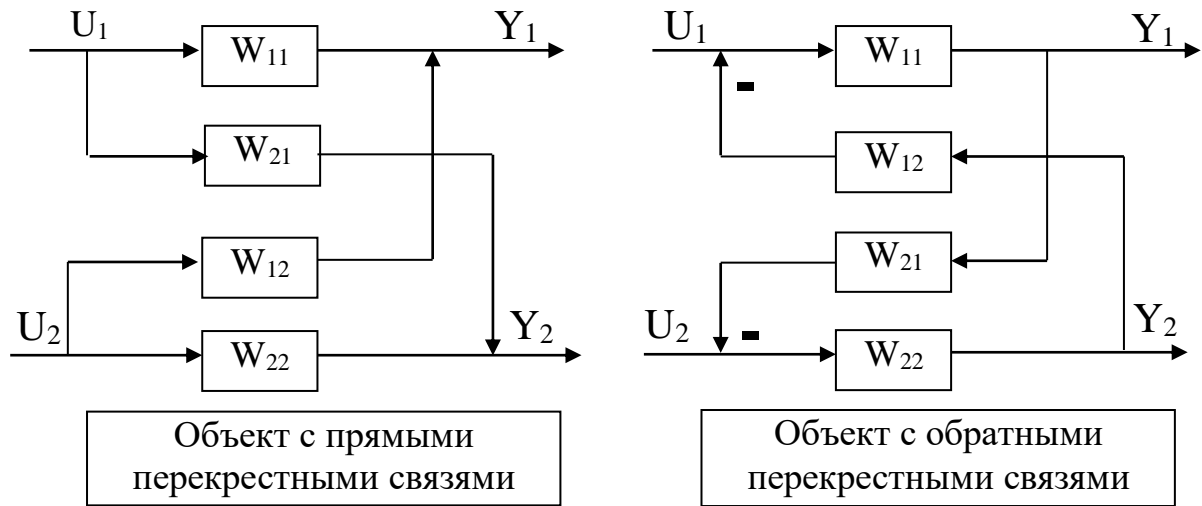 U₁
W₁₁
Y₁
W₂₁
W₁₂
U₂
W₂₂
Y₂
Объект с прямыми
перекрестными связями
U₁
W₁₁
Y₁
-
W₁₂
W₂₁
U₂
-
W₂₂
Y₂
Объект с обратными
перекрестными связями